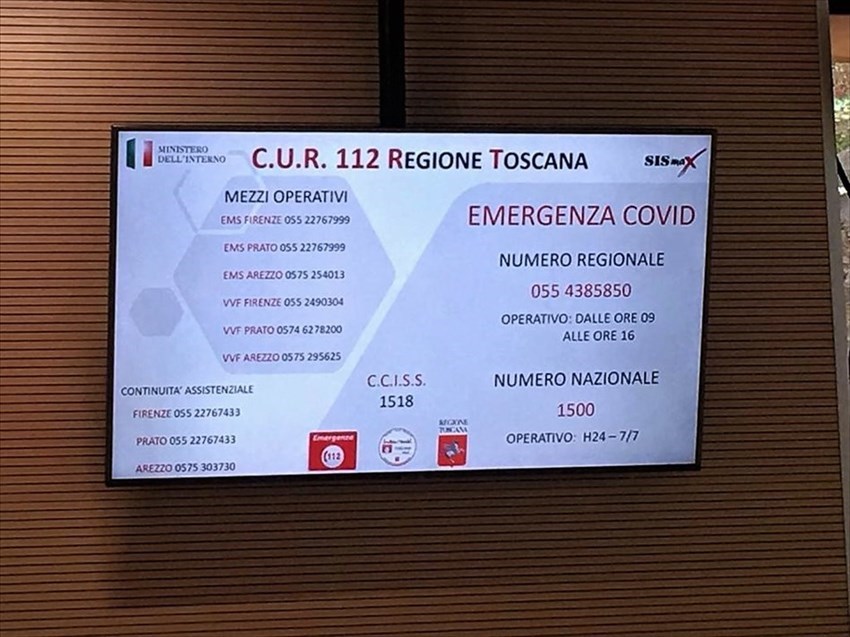 MINISTERO
DELL'INTERNO
C.U.R. 112 REGIONE TOSCANA
SISmaX
MEZZI OPERATIVI
EMS FIRENZE 055 22767999
EMS PRATO 055 22767999
EMS AREZZO 0575 254013
VVF FIRENZE 055 2490304
VVF PRATO 0574 6278200
VVF AREZZO 0575 295625
CONTINUITA' ASSISTENZIALE
FIRENZE 055 22767433
PRATO 055 22767433
AREZZO 0575 303730
C.C.I.S.S.
1518
Emergenza
112
REGIONE
TOSCANA
EMERGENZA COVID
NUMERO REGIONALE
055 4385850
OPERATIVO: DALLE ORE 09
ALLE ORE 16
NUMERO NAZIONALE
1500
OPERATIVO: H24 – 7/7